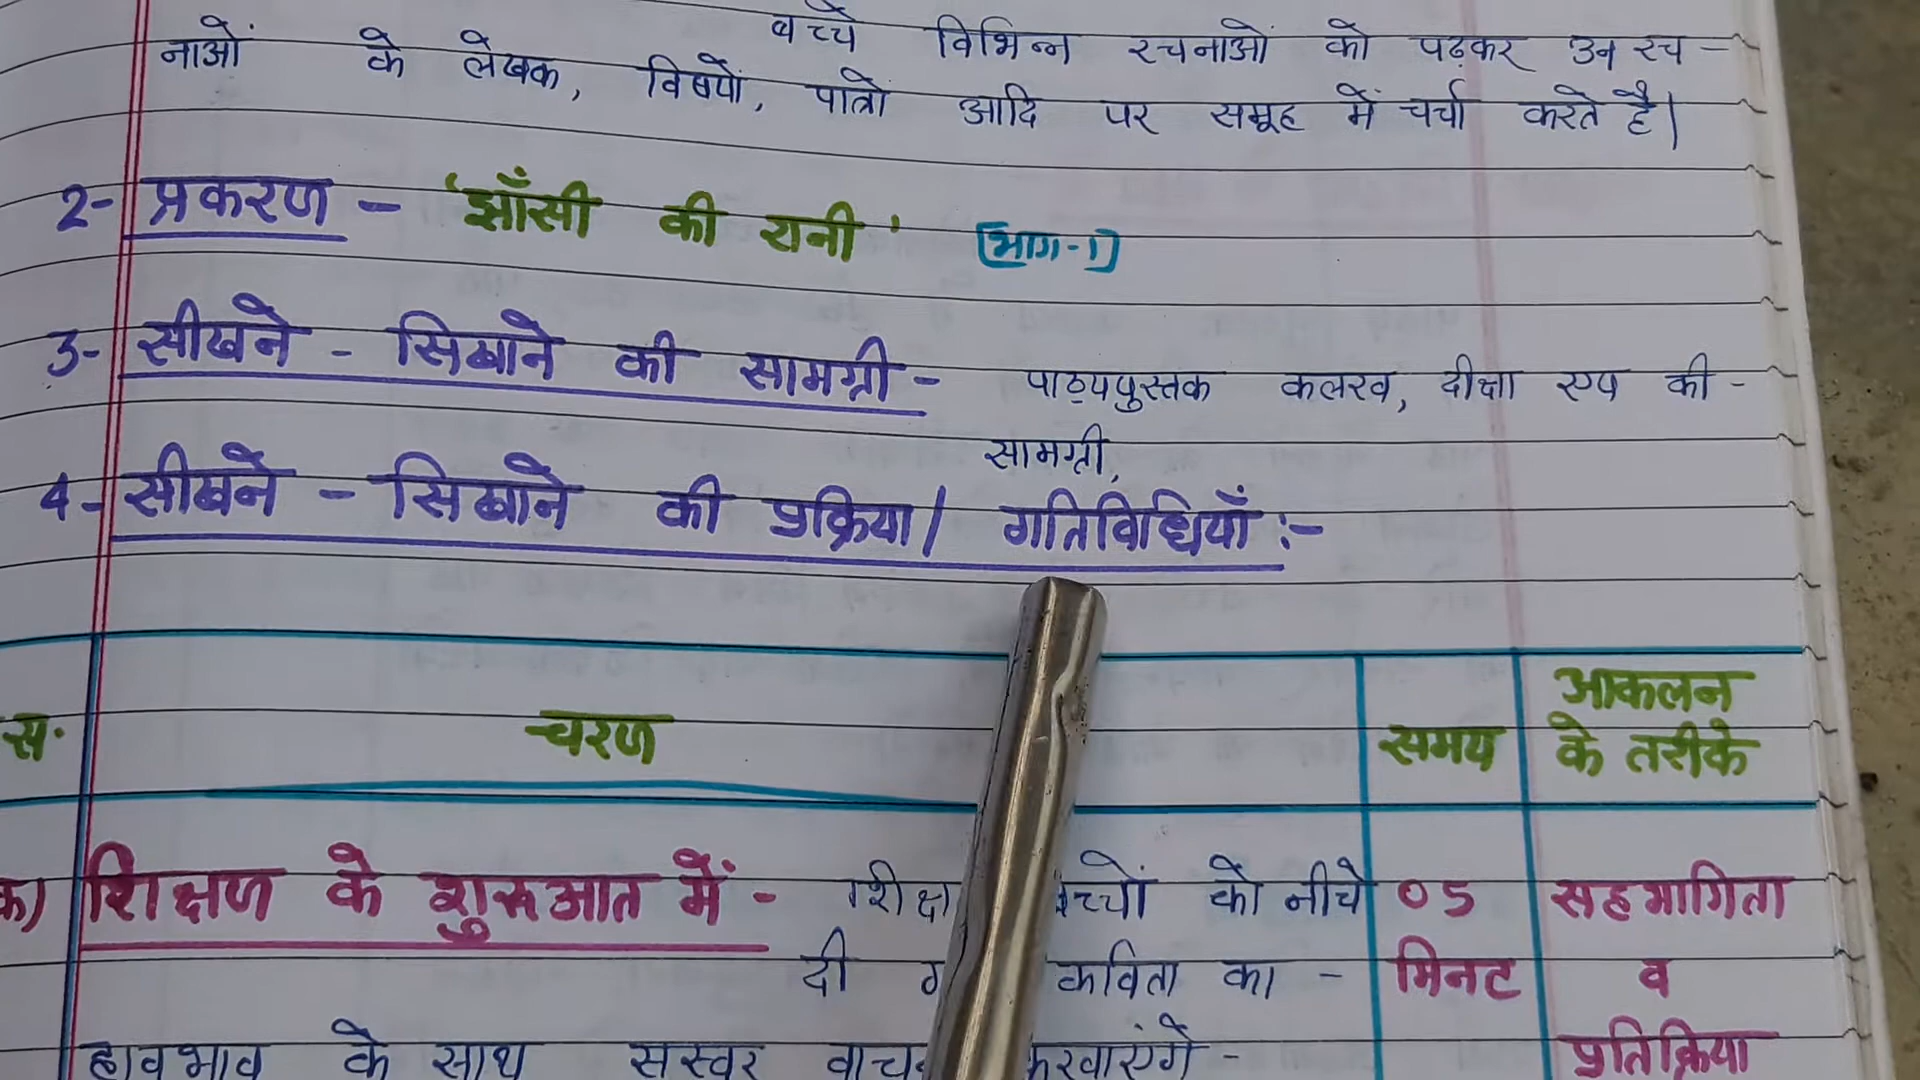 बच्चे विभिन्न रचनाओं को पढ़कर उन रच-
नाओं के लेखक, विषयों, पात्रों आदि पर समूह में चर्चा करते है।
2- प्रकरण - 'झाँसी की रानी' [भाग-1]
3- सीखने - सिखाने की सामग्री - पाठ्यपुस्तक कलरव, दीक्षा एप की -
सामग्री,
4- सीखने - सिखाने की प्रक्रिया/ गतिविधियाँ :-
स. चरण समय आकलन के तरीके
क) शिक्षण के शुरूआत में - बच्चों को नीचे 05 सहभागिता
दी कविता का - मिनट व
हावभाव के साथ सस्वर करवाएंगे - प्रतिक्रिया